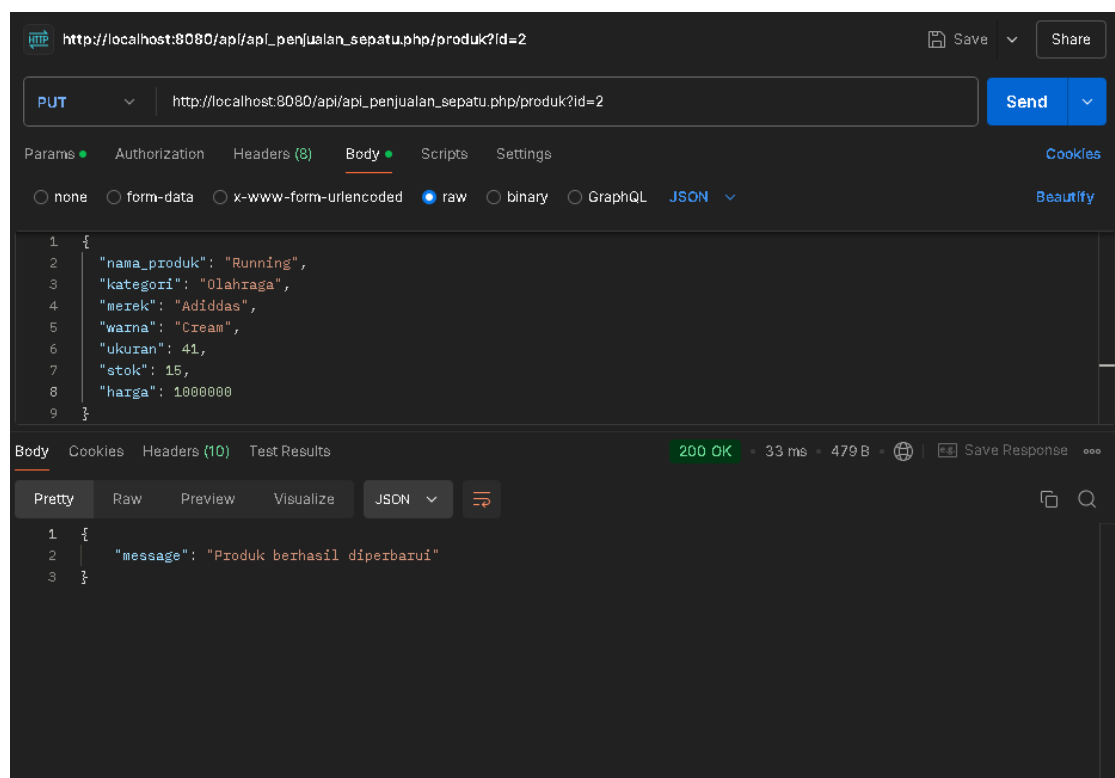 HTTP http://localhost:8080/api/api_penjualan_sepatu.php/produk?id=2 Save Share
PUT http://localhost:8080/api/api_penjualan_sepatu.php/produk?id=2 Send
Params Authorization Headers (8) Body Scripts Settings Cookies
none form-data x-www-form-urlencoded raw binary GraphQL JSON Beautify
1 {
2 "nama_produk": "Running",
3 "kategori": "Olahraga",
4 "merek": "Adiddas",
5 "warna": "Cream",
6 "ukuran": 41,
7 "stok": 15,
8 "harga": 1000000
9 }
Body Cookies Headers (10) Test Results 200 OK 33 ms 479 B e.g. Save Response
Pretty Raw Preview Visualize JSON
1 {
2 "message": "Produk berhasil diperbarui"
3 }